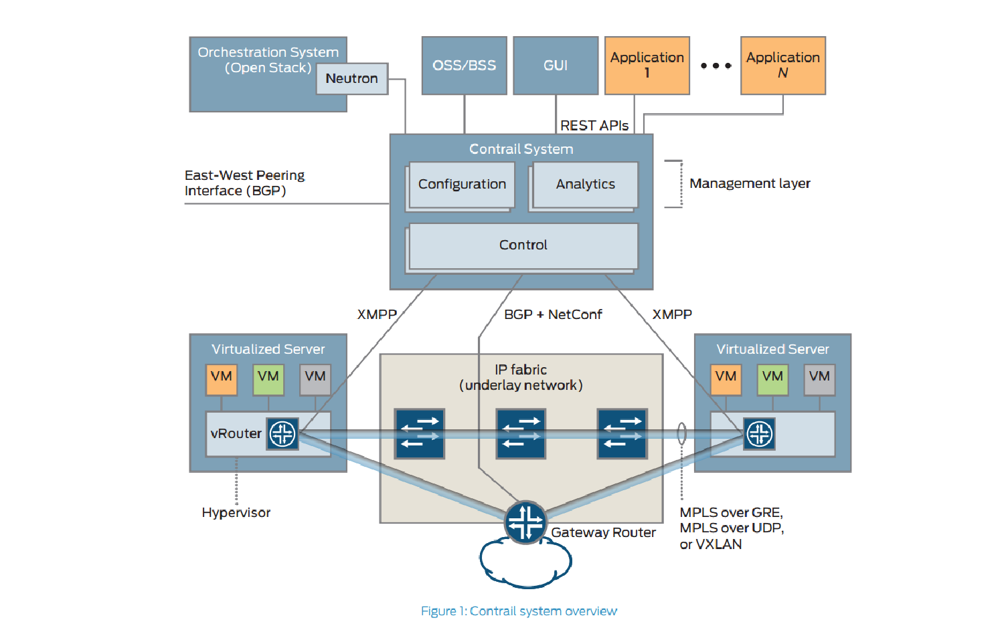 Orchestration System
(Open Stack)
Neutron
OSS/BSS
GUI
Application
1
Application
N
REST APIs
Contrail System
Configuration
Analytics
Management layer
East-West Peering
Interface (BGP)
Control
XMPP
BGP + NetConf
XMPP
Virtualized Server
VM
VM
VM
vRouter
Hypervisor
IP fabric
(underlay network)
Virtualized Server
VM
VM
VM
Gateway Router
MPLS over GRE,
MPLS over UDP,
or VXLAN
Figure 1: Contrail system overview